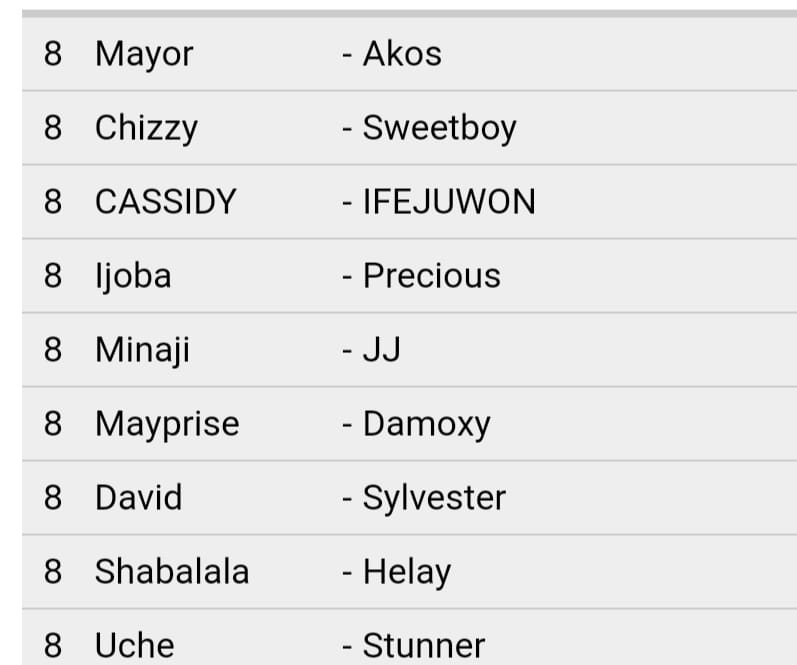 8 Mayor - Akos
8 Chizzy - Sweetboy
8 CASSIDY - IFEJUWON
8 Ijoba - Precious
8 Minaji - JJ
8 Mayprise - Damoxy
8 David - Sylvester
8 Shabalala - Helay
8 Uche - Stunner